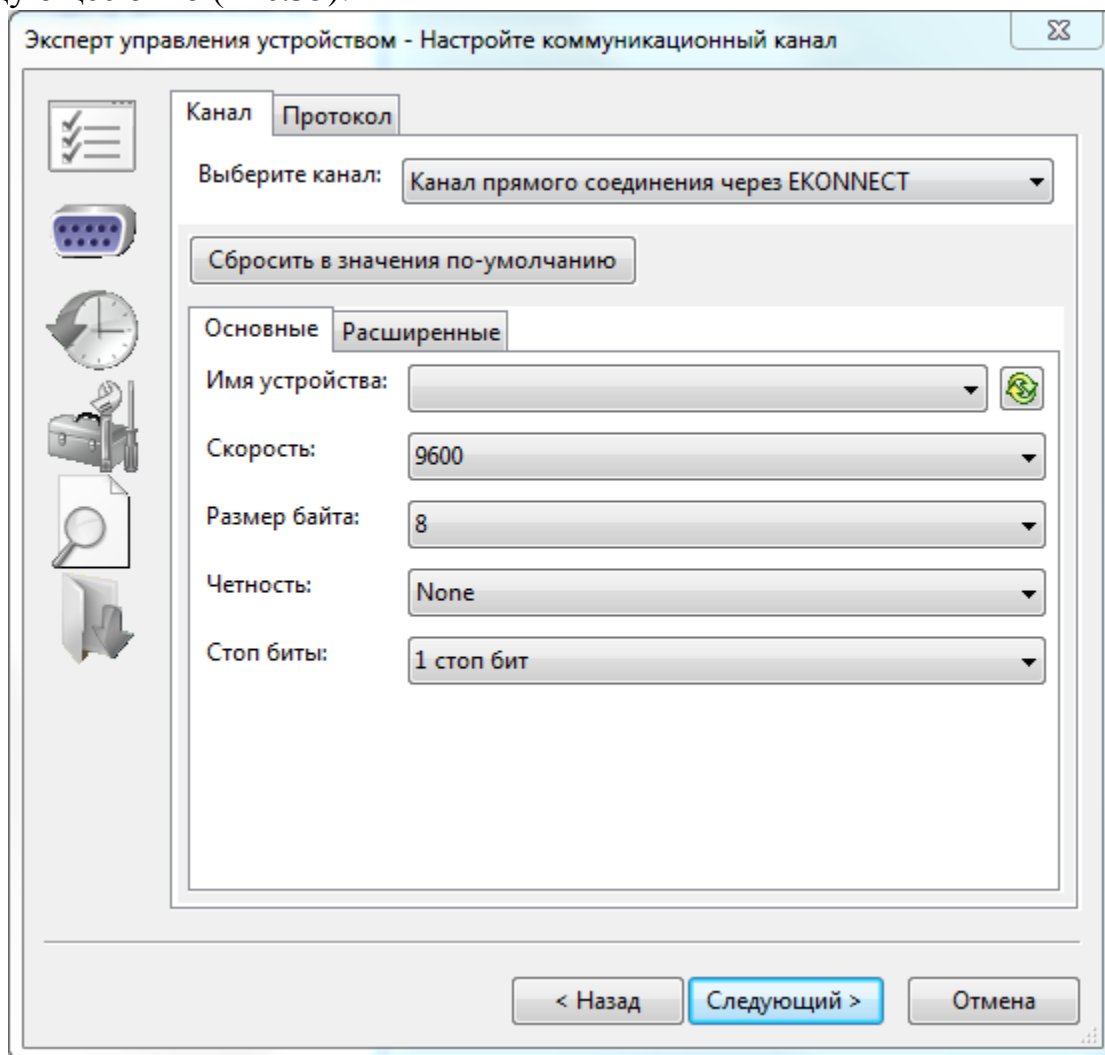 Эксперт управления устройством - Настройте коммуникационный канал
Канал Протокол
Выберите канал: Канал прямого соединения через EKONNECT
Сбросить в значения по-умолчанию
Основные Расширенные
Имя устройства:
Скорость: 9600
Размер байта: 8
Четность: None
Стоп биты: 1 стоп бит
< Назад Следующий > Отмена